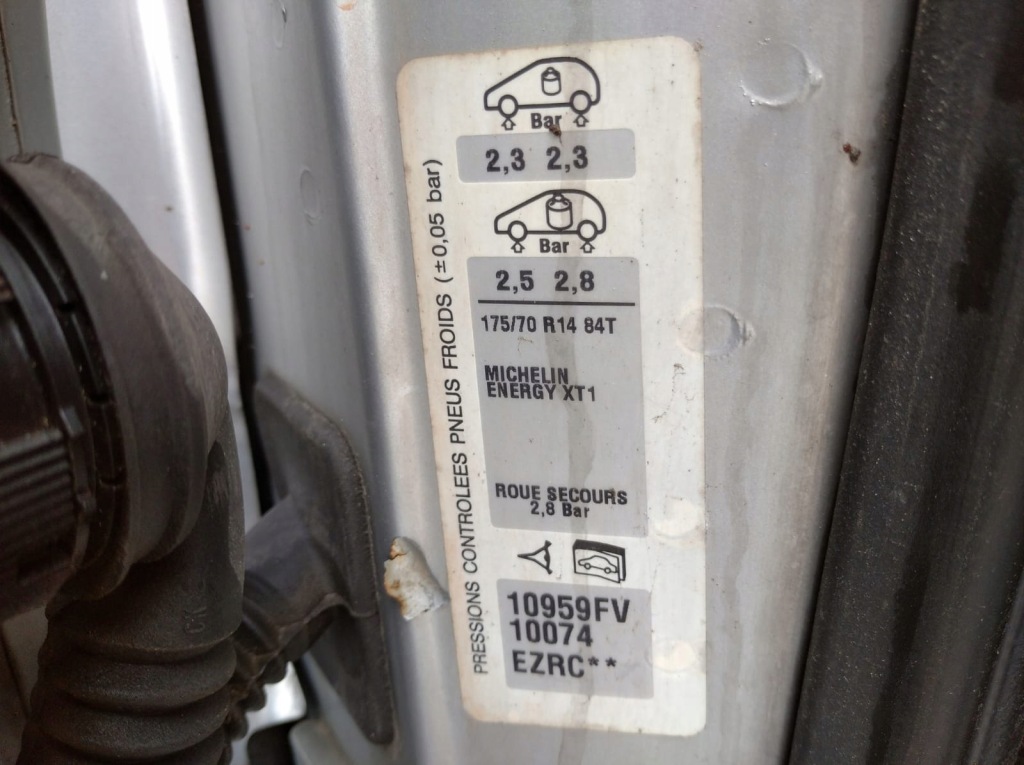 Bar
2,3 2,3
Bar
2,5 2,8
175/70 R14 84T
MICHELIN
ENERGY XT1
ROUE SECOURS
2,8 Bar
10959FV
10074
EZRC**
PRESSIONS CONTROLEES PNEUS FROIDS (±0,05 bar)